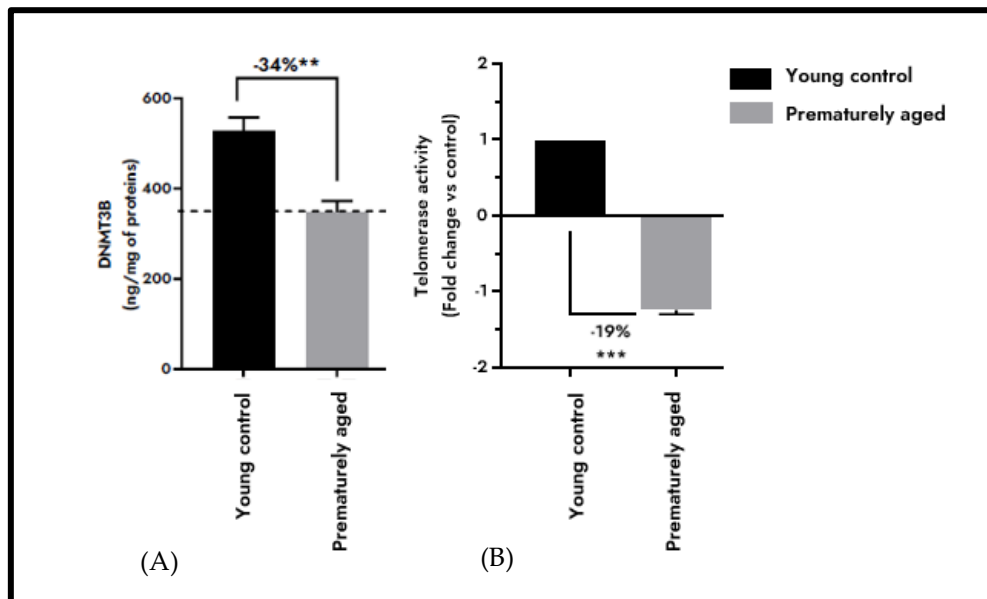 -34%**
600
400
200
0
DNMT3B
(ng/mg of proteins)
Young control
Prematurely aged
(A)
2
1
0
-1
-2
Telomerase activity
(Fold change vs control)
-19%
***
Young control
Prematurely aged
(B)
Young control
Prematurely aged